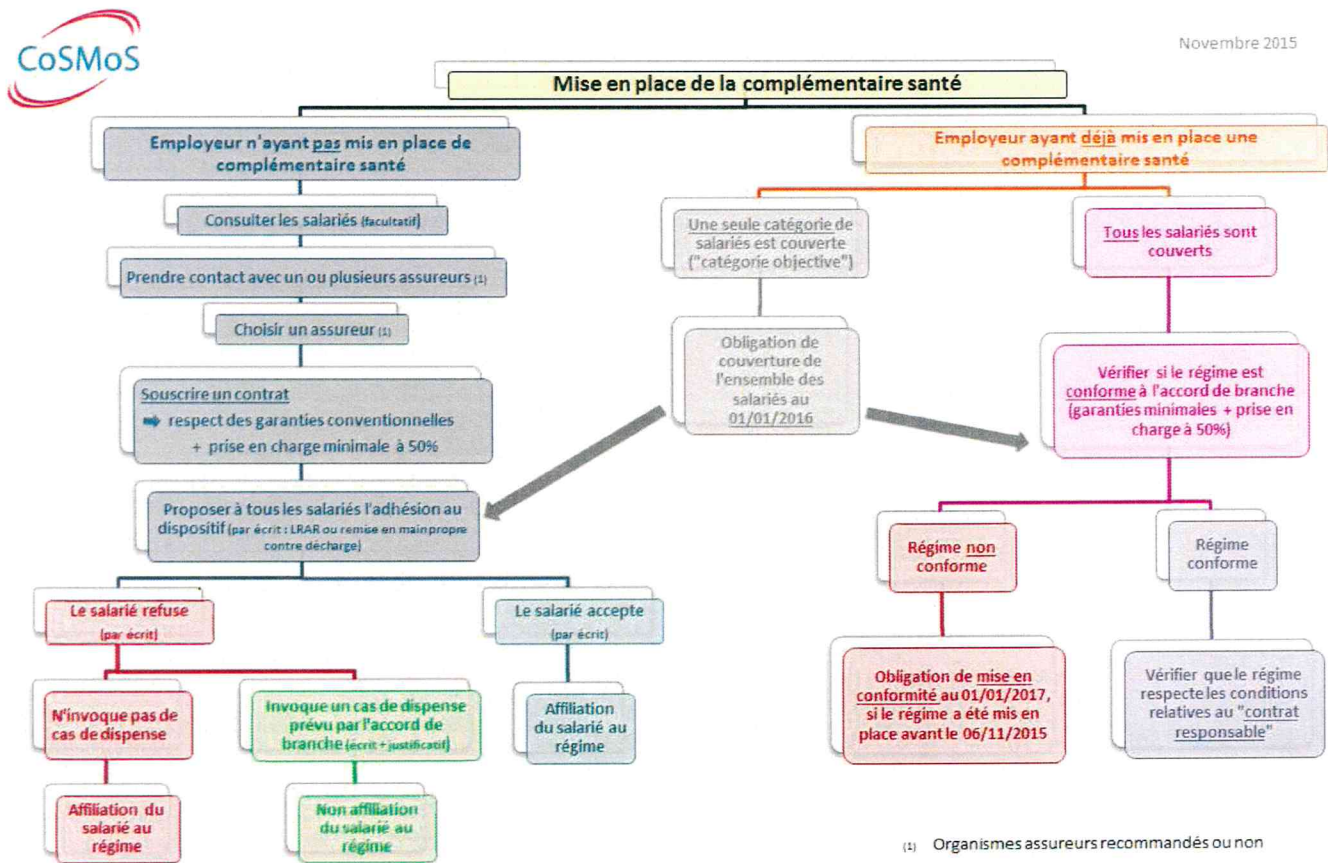 CoSMoS
Novembre 2015
Mise en place de la complémentaire santé
Employeur n'ayant pas mis en place de
complémentaire santé
Consulter les salariés (facultatif)
Prendre contact avec un ou plusieurs assureurs (1)
Choisir un assureur (1)
Souscrire un contrat
➡ respect des garanties conventionnelles
+ prise en charge minimale à 50%
Proposer à tous les salariés l'adhésion au
dispositif (par écrit : LRAR ou remise en main propre
contre décharge)
Le salarié refuse
(par écrit)
N'invoque pas de
cas de dispense
Affiliation du
salarié au
régime
Invoque un cas de dispense
prévu par l'accord de
branche (écrit + justificatif)
Non affiliation
du salarié au
régime
Le salarié accepte
(par écrit)
Affiliation
du salarié au
régime
Employeur ayant déjà mis en place une
complémentaire santé
Une seule catégorie de
salariés est couverte
("catégorie objective")
Obligation de
couverture de
l'ensemble des
salariés au
01/01/2016
Tous les salariés sont
couverts
Vérifier si le régime est
conforme à l'accord de branche
(garanties minimales + prise en
charge à 50%)
Régime non
conforme
Obligation de mise en
conformité au 01/01/2017,
si le régime a été mis en
place avant le 06/11/2015
Régime
conforme
Vérifier que le régime
respecte les conditions
relatives au "contrat
responsable"
(1) Organismes assureurs recommandés ou non